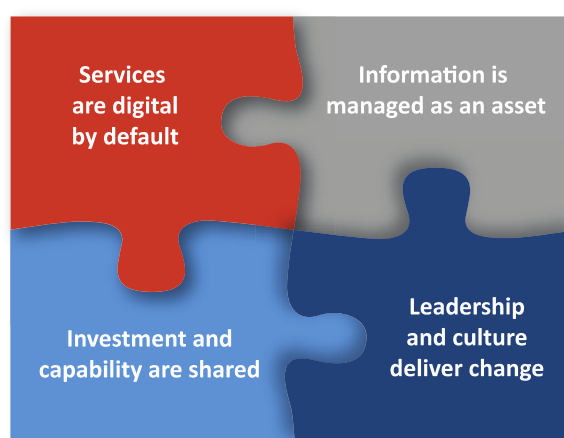 Services
are digital
by default
Information is
managed as an asset
Investment and
capability are shared
Leadership
and culture
deliver change